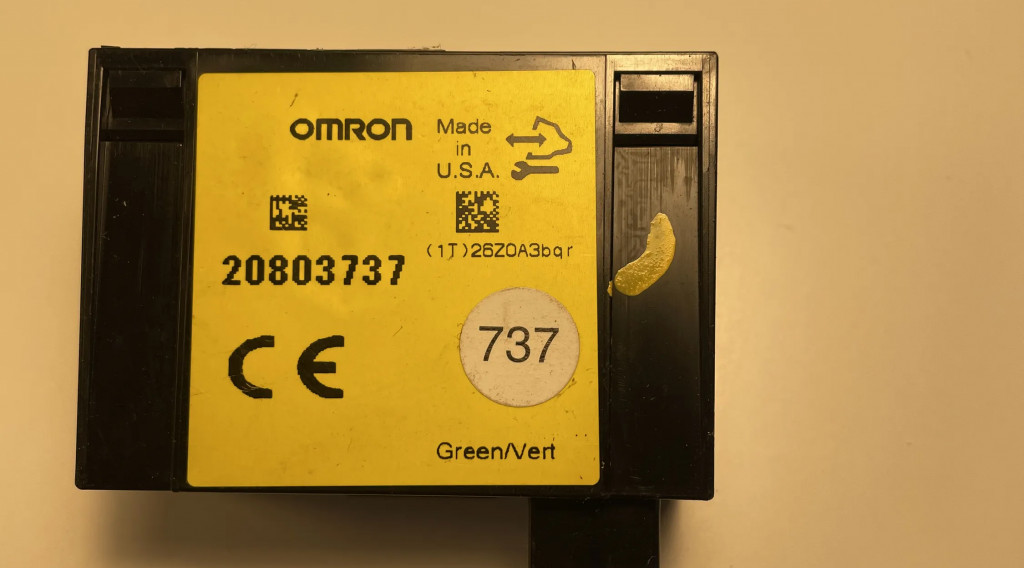 OMRON
Made
in
U.S.A.
(1T)26Z0A3bqr
20803737
CE
737
Green/Vert